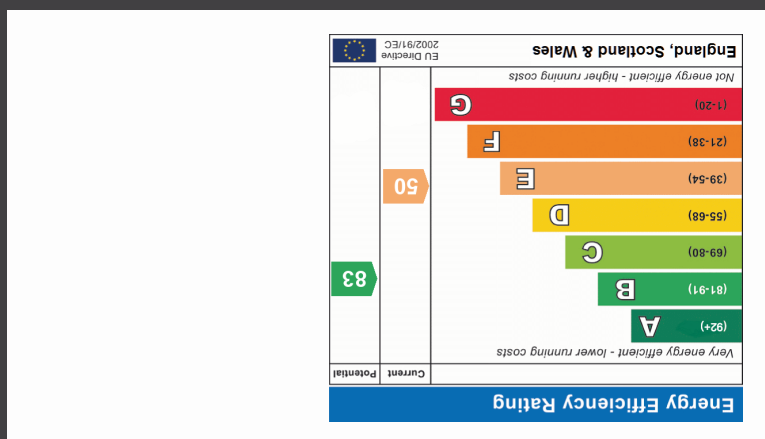 Energy Efficiency Rating
Current Potential
Very energy efficient - lower running costs
(92+) A
(81-91) B
83
(69-80) C
(55-68) D
(39-54) E
50
(21-38) F
(1-20) G
Not energy efficient - higher running costs
England, Scotland & Wales
EU Directive
2002/91/EC